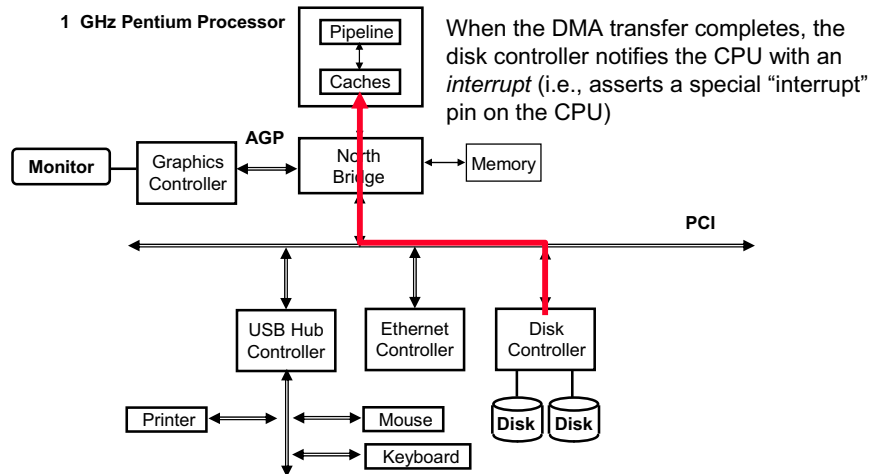 1 GHz Pentium Processor
Pipeline
Caches
When the DMA transfer completes, the
disk controller notifies the CPU with an
interrupt (i.e., asserts a special “interrupt”
pin on the CPU)
AGP
Monitor
Graphics
Controller
North
Bridge
Memory
PCI
USB Hub
Controller
Ethernet
Controller
Disk
Controller
Printer
Mouse
Disk
Disk
Keyboard